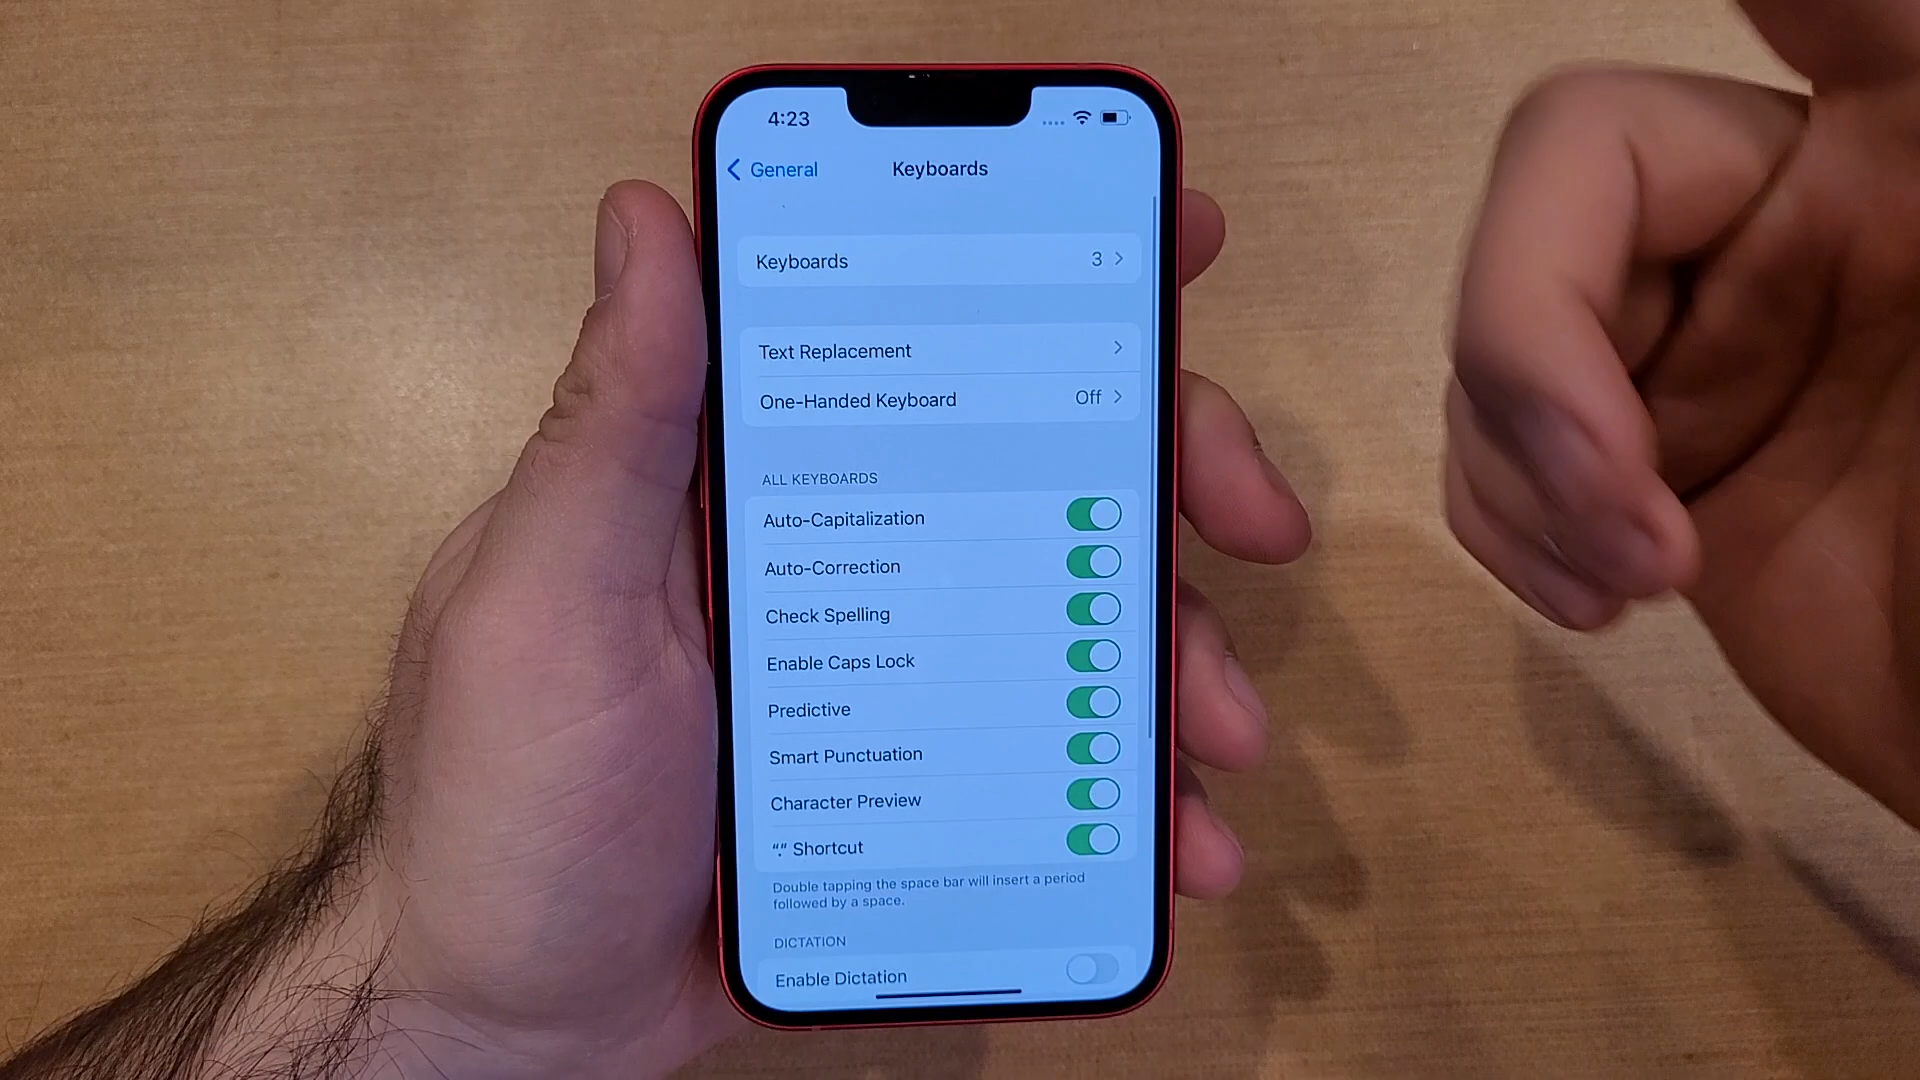 4:23
General
Keyboards
Keyboards 3
Text Replacement
One-Handed Keyboard Off
ALL KEYBOARDS
Auto-Capitalization
Auto-Correction
Check Spelling
Enable Caps Lock
Predictive
Smart Punctuation
Character Preview
“.” Shortcut
Double tapping the space bar will insert a period
followed by a space.
DICTATION
Enable Dictation